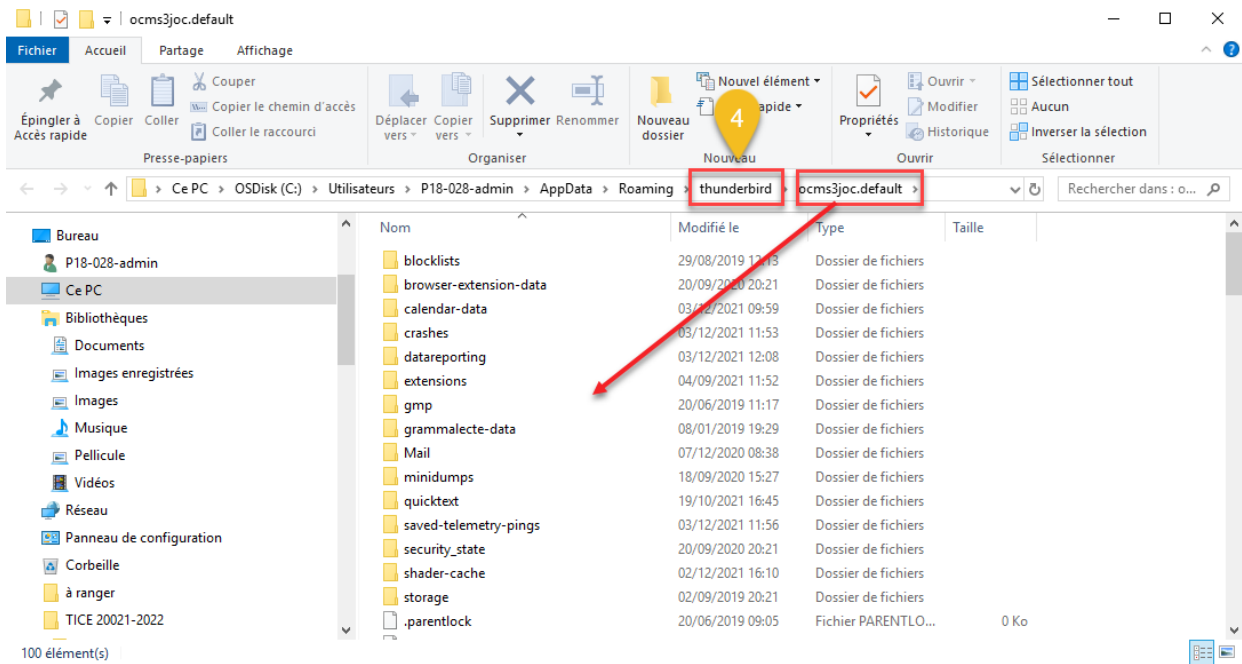 ocms3joc.default
Fichier Accueil Partage Affichage
Épingler à Accès rapide
Copier
Coller
Couper
Copier le chemin d'accès
Coller le raccourci
Presse-papiers
Déplacer vers
Copier vers
Supprimer
Renommer
Organiser
Nouveau dossier
Nouvel élément
apide
4
Nouveau
Propriétés
Ouvrir
Modifier
Historique
Ouvrir
Sélectionner tout
Aucun
Inverser la sélection
Sélectionner
Ce PC > OSDisk (C:) > Utilisateurs > P18-028-admin > AppData > Roaming > thunderbird > ocms3joc.default >
Rechercher dans : o...
Bureau
P18-028-admin
Ce PC
Bibliothèques
Documents
Images enregistrées
Images
Musique
Pellicule
Vidéos
Réseau
Panneau de configuration
Corbeille
à ranger
TICE 20021-2022
Nom Modifié le Type Taille
blocklists 29/08/2019 12:13 Dossier de fichiers
browser-extension-data 20/09/2020 20:21 Dossier de fichiers
calendar-data 03/12/2021 09:59 Dossier de fichiers
crashes 03/12/2021 11:53 Dossier de fichiers
datareporting 03/12/2021 12:08 Dossier de fichiers
extensions 04/09/2021 11:52 Dossier de fichiers
gmp 20/06/2019 11:17 Dossier de fichiers
grammalecte-data 08/01/2019 19:29 Dossier de fichiers
Mail 07/12/2020 08:38 Dossier de fichiers
minidumps 18/09/2020 15:27 Dossier de fichiers
quicktext 19/10/2021 16:45 Dossier de fichiers
saved-telemetry-pings 03/12/2021 11:56 Dossier de fichiers
security_state 20/09/2020 20:21 Dossier de fichiers
shader-cache 02/12/2021 16:10 Dossier de fichiers
storage 02/09/2019 20:21 Dossier de fichiers
.parentlock 20/06/2019 09:05 Fichier PARENTLO... 0 Ko
100 élément(s)